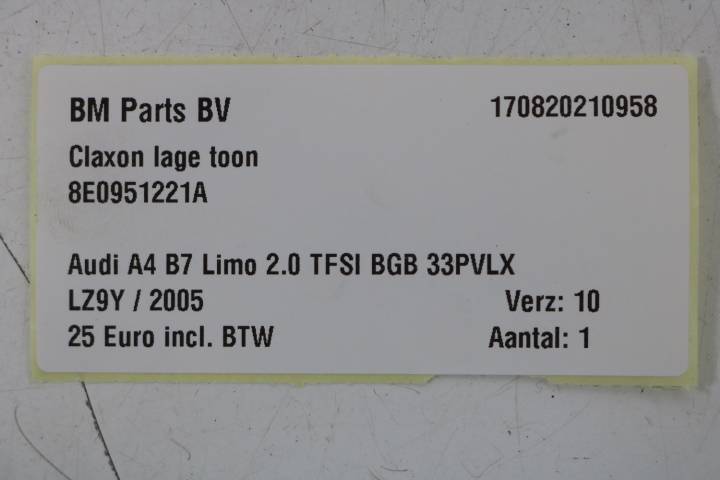 BM Parts BV 170820210958
Claxon lage toon
8E0951221A
Audi A4 B7 Limo 2.0 TFSI BGB 33PVLX
LZ9Y / 2005 Verz: 10
25 Euro incl. BTW Aantal: 1